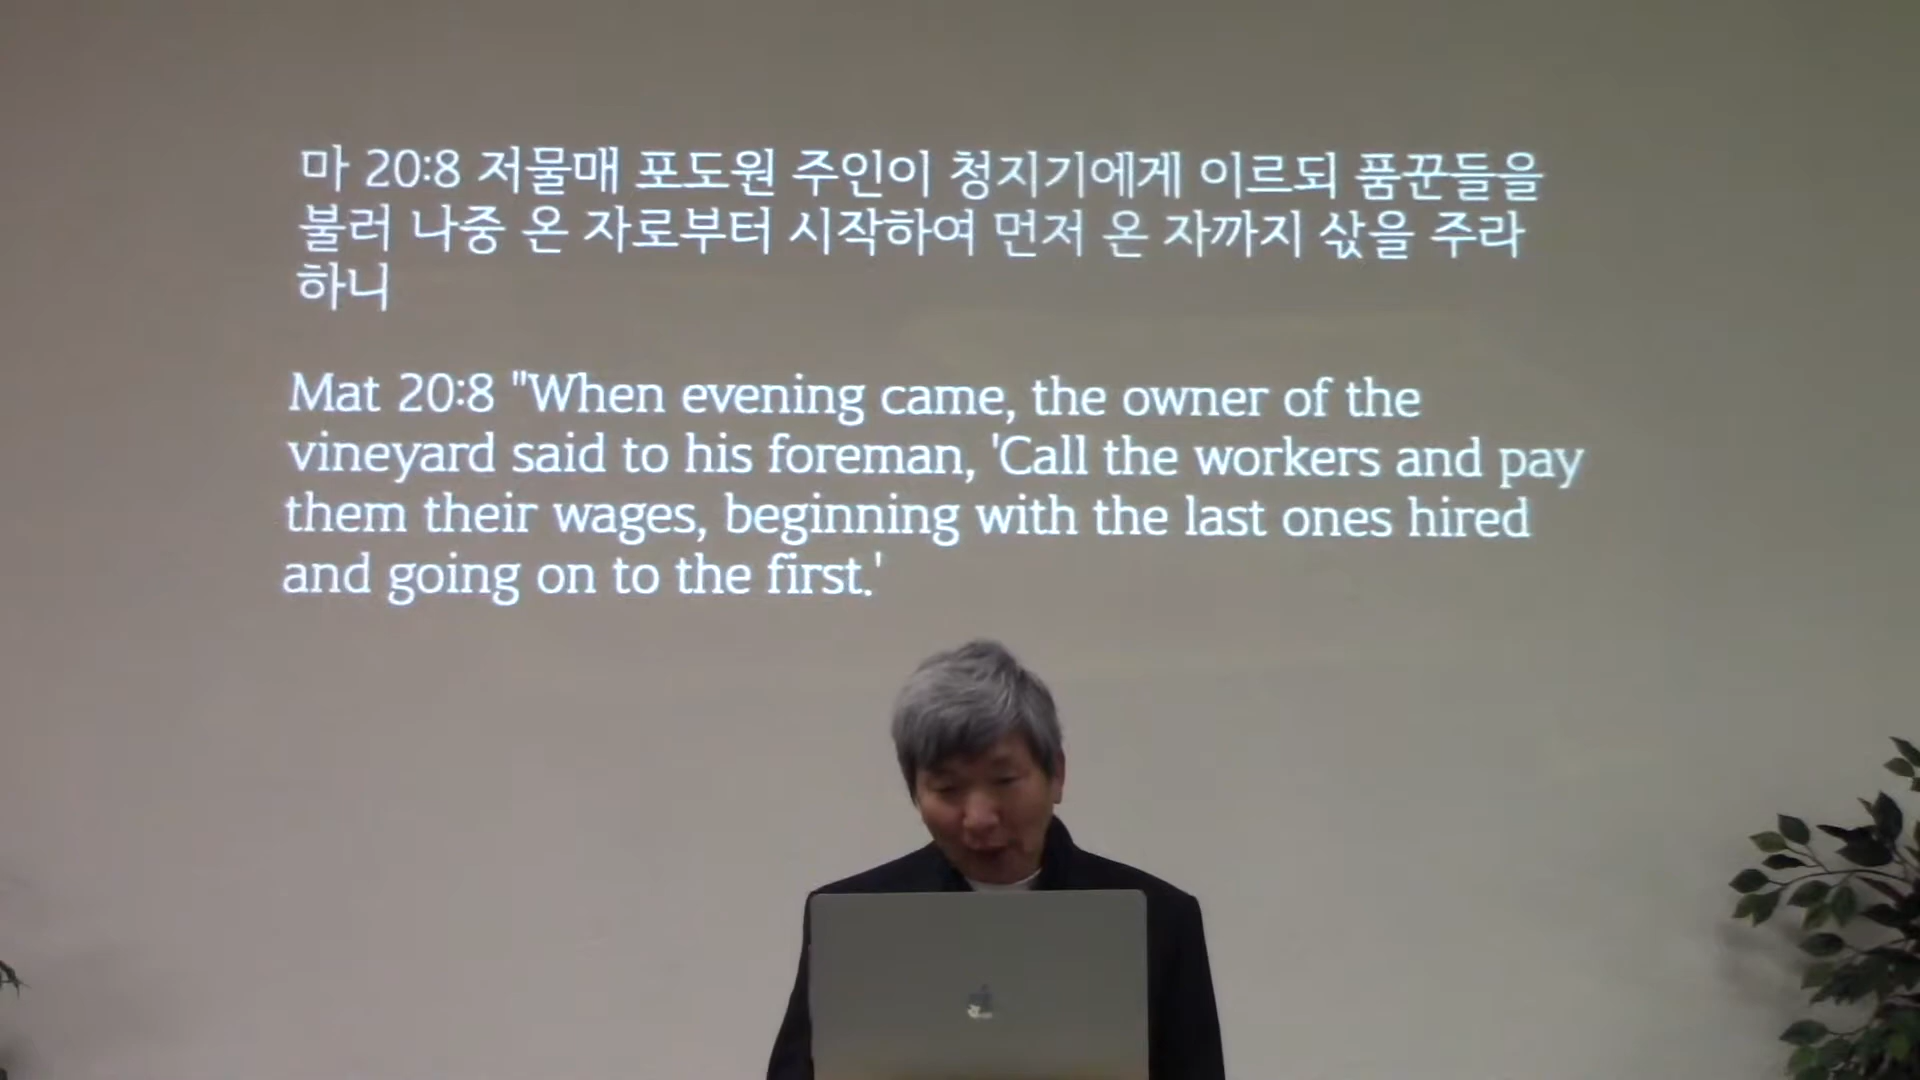 마 20:8 저물매 포도원 주인이 청지기에게 이르되 품꾼들을
불러 나중 온 자로부터 시작하여 먼저 온 자까지 삯을 주라
하니
Mat 20:8 "When evening came, the owner of the
vineyard said to his foreman, 'Call the workers and pay
them their wages, beginning with the last ones hired
and going on to the first.'